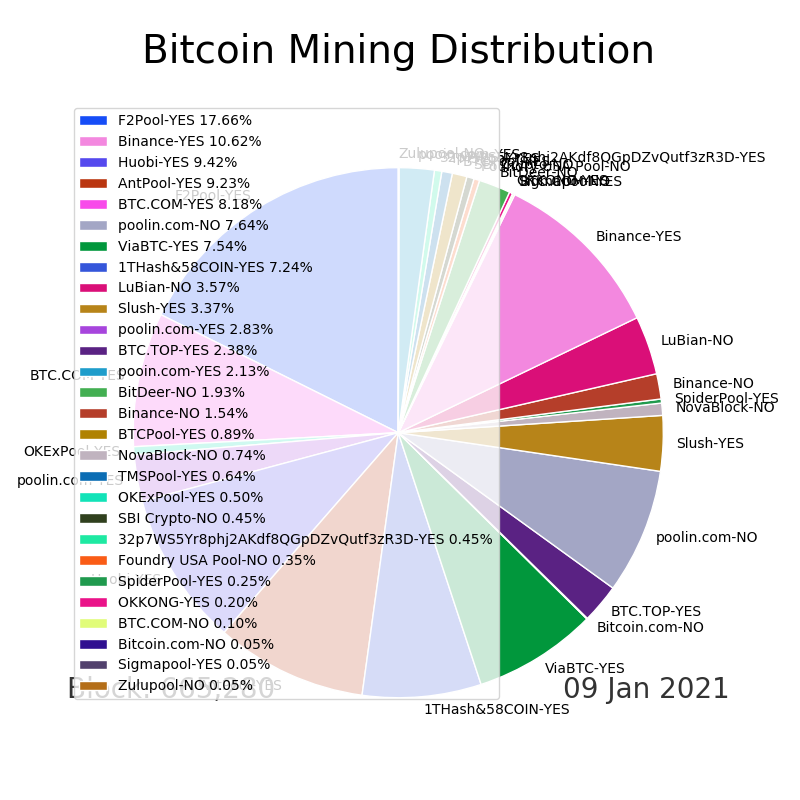 Bitcoin Mining Distribution
F2Pool-YES 17.66%
Binance-YES 10.62%
Huobi-YES 9.42%
AntPool-YES 9.23%
BTC.COM-YES 8.18%
poolin.com-NO 7.64%
ViaBTC-YES 7.54%
1THash&58COIN-YES 7.24%
LuBian-NO 3.57%
Slush-YES 3.37%
poolin.com-YES 2.83%
BTC.TOP-YES 2.38%
pooin.com-YES 2.13%
BitDeer-NO 1.93%
Binance-NO 1.54%
BTCPool-YES 0.89%
NovaBlock-NO 0.74%
TMSPool-YES 0.64%
OKExPool-YES 0.50%
SBI Crypto-NO 0.45%
32p7WS5Yr8phj2AKdf8QGpDZvQutf3zR3D-YES 0.45%
Foundry USA Pool-NO 0.35%
SpiderPool-YES 0.25%
OKKONG-YES 0.20%
BTC.COM-NO 0.10%
Bitcoin.com-NO 0.05%
Sigmapool-YES 0.05%
Zulupool-NO 0.05%
Zulupool-NO
BitDeer-NO
Binance-YES
LuBian-NO
Binance-NO
SpiderPool-YES
NovaBlock-NO
Slush-YES
poolin.com-NO
BTC.TOP-YES
Bitcoin.com-NO
ViaBTC-YES
1THash&58COIN-YES
F2Pool-YES
BTC.COM-YES
OKExPool-YES
poolin.com-YES
09 Jan 2021